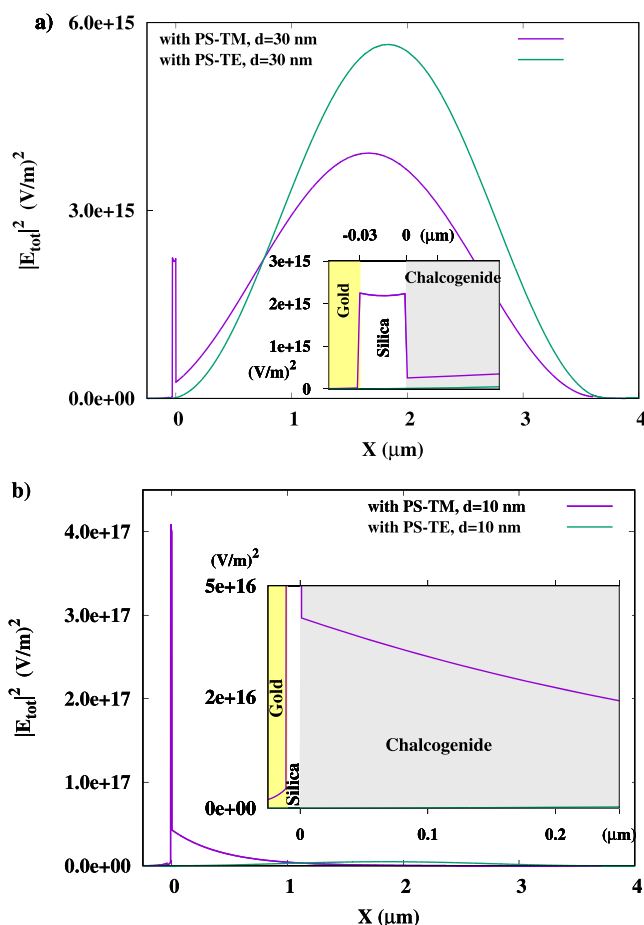 a)
6.0e+15
3.0e+15
0.0e+00
|E_tot|² (V/m)²
with PS-TM, d=30 nm
with PS-TE, d=30 nm
-0.03 0 (μm)
3e+15
2e+15
1e+15
0
(V/m)²
Gold
Silica
Chalcogenide
0 1 2 3 4
X (μm)
b)
4.0e+17
3.0e+17
2.0e+17
1.0e+17
0.0e+00
|E_tot|² (V/m)²
with PS-TM, d=10 nm
with PS-TE, d=10 nm
(V/m)²
5e+16
2e+16
0e+00
Gold
Silica
Chalcogenide
0 0.1 0.2 (μm)
0 1 2 3 4
X (μm)